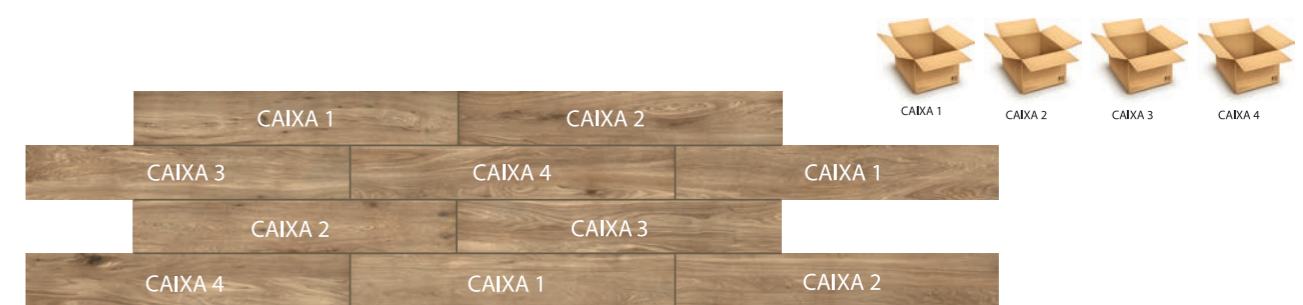 CAIXA 1 CAIXA 2 CAIXA 3 CAIXA 4
CAIXA 1 CAIXA 2
CAIXA 3 CAIXA 4 CAIXA 1
CAIXA 2 CAIXA 3
CAIXA 4 CAIXA 1 CAIXA 2